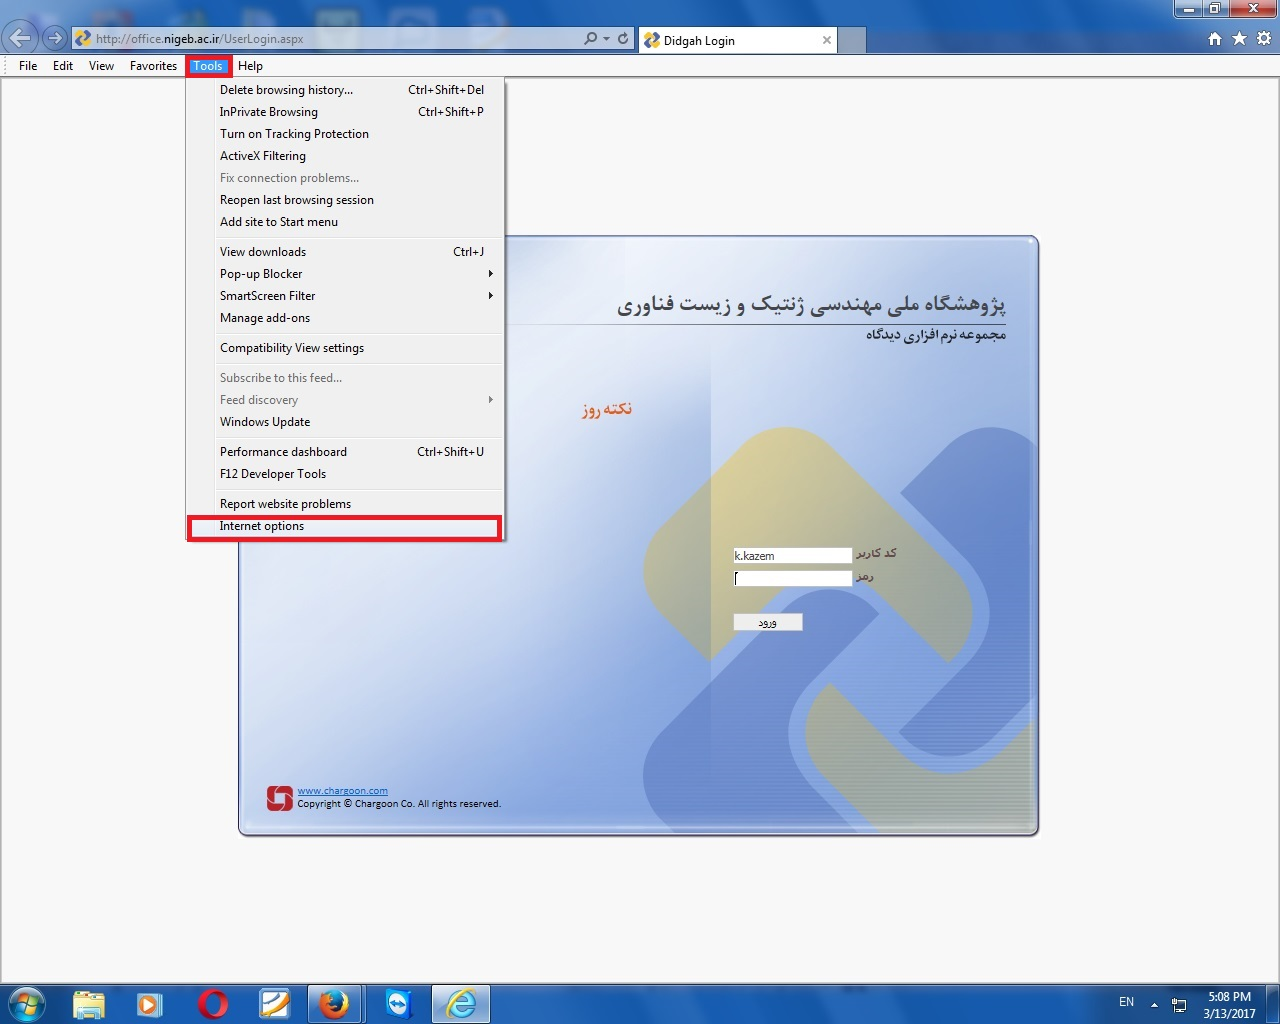 http://office.nigeb.ac.ir/UserLogin.aspx
Didgah Login
File Edit View Favorites Tools Help
Delete browsing history... Ctrl+Shift+Del
InPrivate Browsing Ctrl+Shift+P
Turn on Tracking Protection
ActiveX Filtering
Fix connection problems...
Reopen last browsing session
Add site to Start menu
View downloads Ctrl+J
Pop-up Blocker
SmartScreen Filter
Manage add-ons
Compatibility View settings
Subscribe to this feed...
Feed discovery
Windows Update
Performance dashboard Ctrl+Shift+U
F12 Developer Tools
Report website problems
Internet options
پژوهشگاه ملی مهندسی ژنتیک و زیست فناوری
مجموعه نرم افزاری دیدگاه
نکته روز
کد کاربر k.kazem
رمز
ورود
www.chargoon.com
Copyright © Chargoon Co. All rights reserved.
EN
5:08 PM
3/13/2017